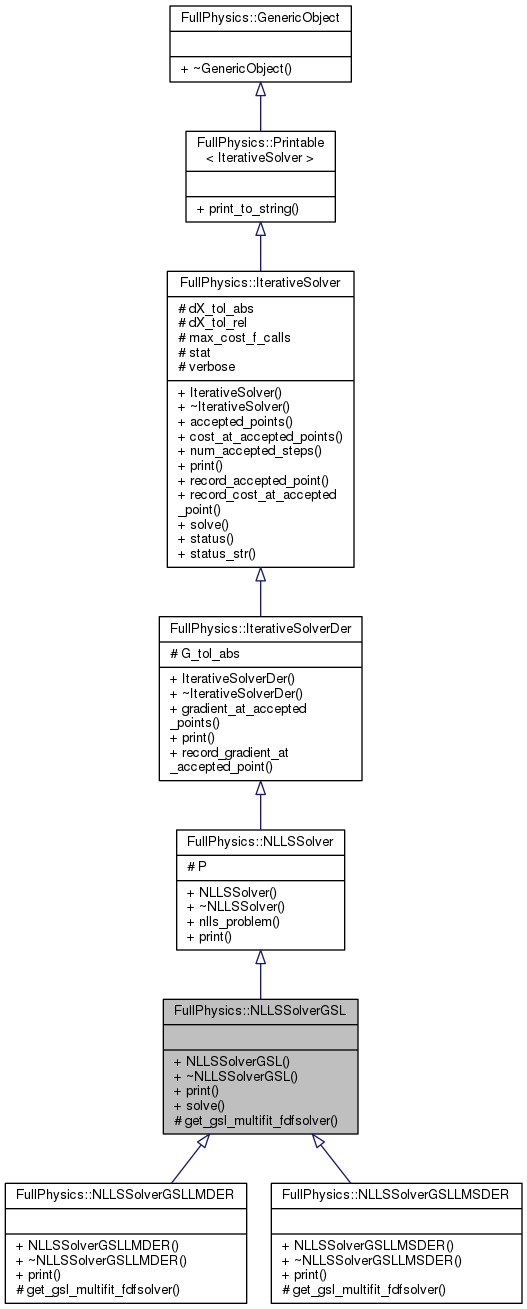 FullPhysics::GenericObject
+ ~GenericObject()
FullPhysics::Printable
< IterativeSolver >
+ print_to_string()
FullPhysics::IterativeSolver
# dX_tol_abs
# dX_tol_rel
# max_cost_f_calls
# stat
# verbose
+ IterativeSolver()
+ ~IterativeSolver()
+ accepted_points()
+ cost_at_accepted_points()
+ num_accepted_steps()
+ print()
+ record_accepted_point()
+ record_cost_at_accepted
_point()
+ solve()
+ status()
+ status_str()
FullPhysics::IterativeSolverDer
# G_tol_abs
+ IterativeSolverDer()
+ ~IterativeSolverDer()
+ gradient_at_accepted
_points()
+ print()
+ record_gradient_at
_accepted_point()
FullPhysics::NLLSSolver
# P
+ NLLSSolver()
+ ~NLLSSolver()
+ nlls_problem()
+ print()
FullPhysics::NLLSSolverGSL
+ NLLSSolverGSL()
+ ~NLLSSolverGSL()
+ print()
+ solve()
# get_gsl_multifit_fdfsolver()
FullPhysics::NLLSSolverGSLLMDER
+ NLLSSolverGSLLMDER()
+ ~NLLSSolverGSLLMDER()
+ print()
# get_gsl_multifit_fdfsolver()
FullPhysics::NLLSSolverGSLLMSDER
+ NLLSSolverGSLLMSDER()
+ ~NLLSSolverGSLLMSDER()
+ print()
# get_gsl_multifit_fdfsolver()